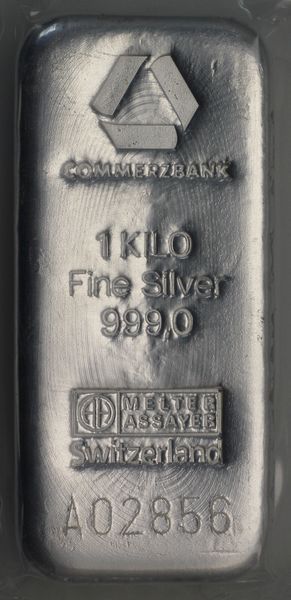 COMMERZBANK
1 KILO
Fine Silver
999,0
MELTER
ASSAYER
Switzerland
A02856